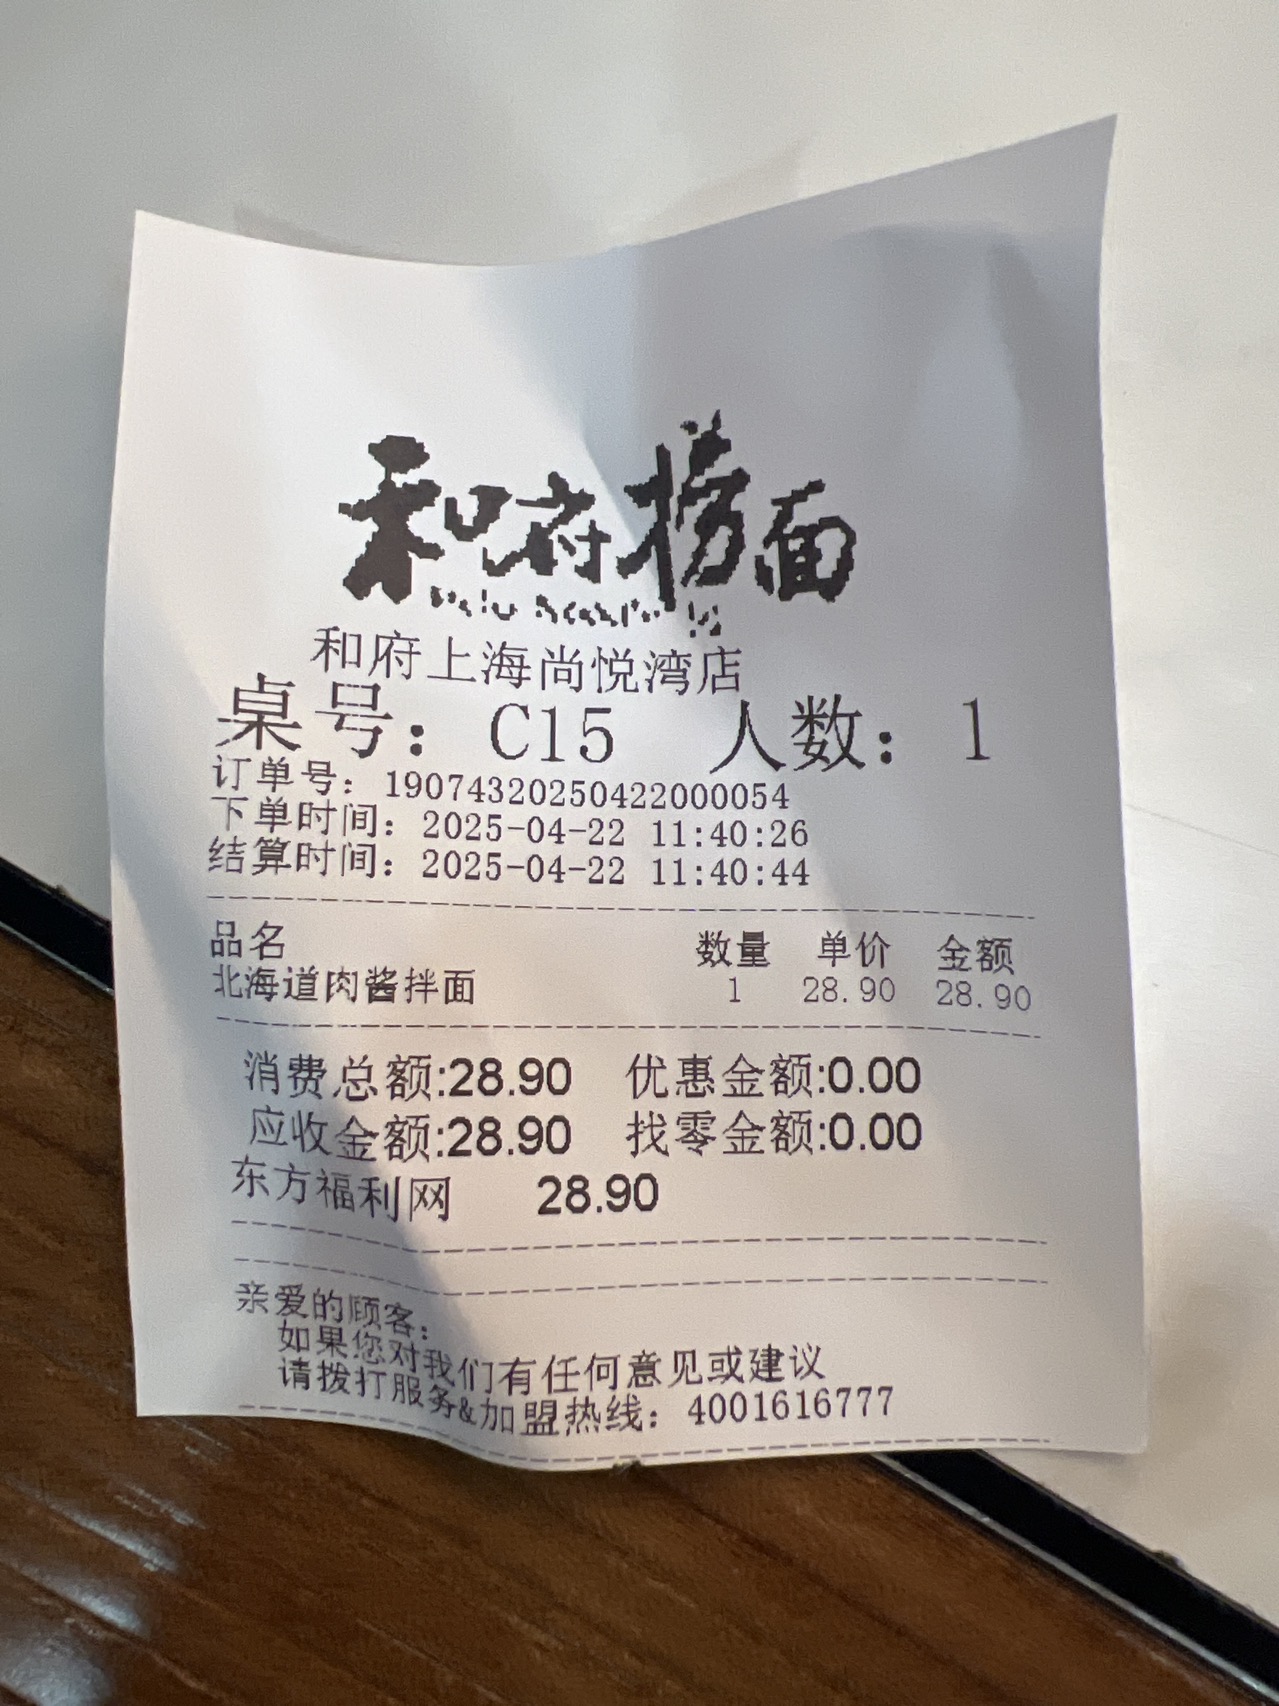 和府捞面
和府上海尚悦湾店
桌号：C15 人数：1
订单号：19074320250422000054
下单时间：2025-04-22 11:40:26
结算时间：2025-04-22 11:40:44
品名 数量 单价 金额
北海道肉酱拌面 1 28.90 28.90
消费总额:28.90 优惠金额:0.00
应收金额:28.90 找零金额:0.00
东方福利网 28.90
亲爱的顾客：
如果您对我们有任何意见或建议
请拨打服务&加盟热线：4001616777